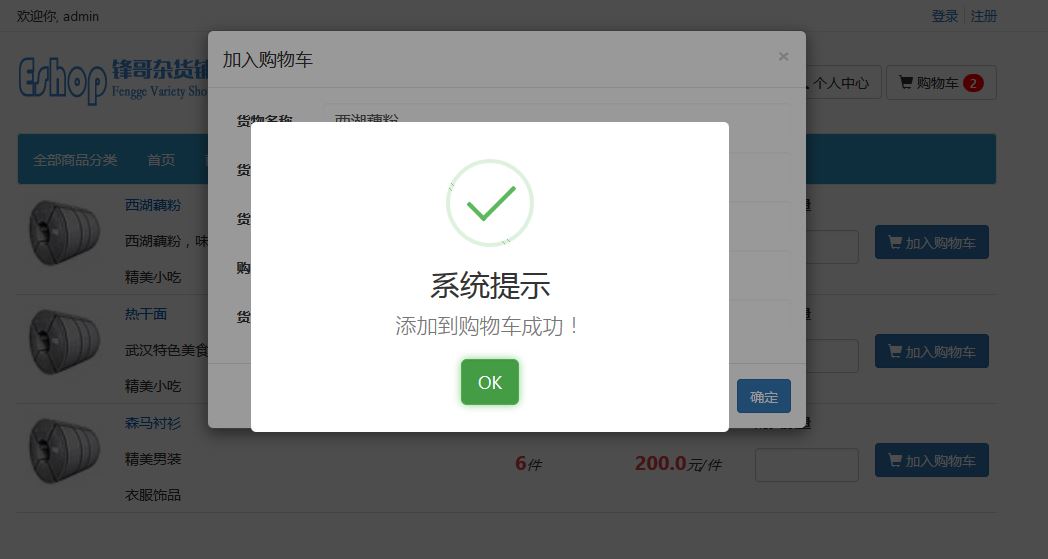 欢迎你, admin
登录 注册
加入购物车 ×
Eshop 锋哥杂货铺
Fengge Variety Sho
个人中心 购物车 2
货物名称 西湖藕粉
全部商品分类 首页
货
货
购
货
系统提示
添加到购物车成功！
OK
确定
西湖藕粉
西湖藕粉，味
精美小吃
加入购物车
热干面
武汉特色美食
精美小吃
加入购物车
森马衬衫
精美男装
衣服饰品
6件 200.0元/件
加入购物车